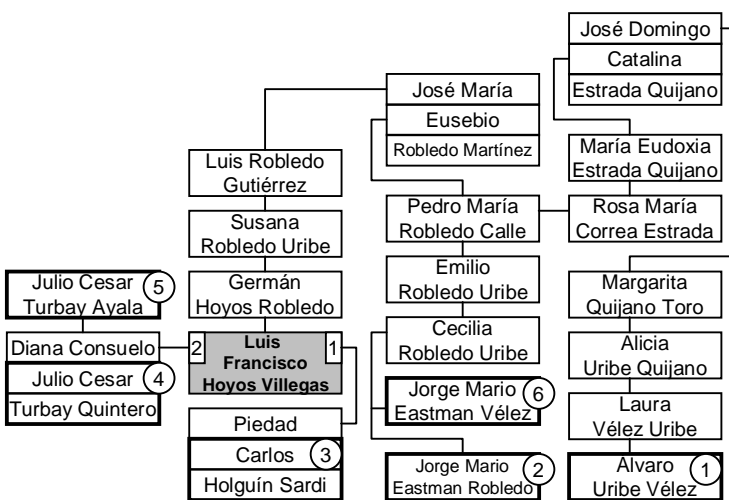 José Domingo
Catalina
Estrada Quijano
José María
Eusebio
Robledo Martínez
María Eudoxia
Estrada Quijano
Luis Robledo
Gutiérrez
Pedro María
Robledo Calle
Rosa María
Correa Estrada
Susana
Robledo Uribe
Emilio
Robledo Uribe
Julio Cesar
Turbay Ayala
5
Germán
Hoyos Robledo
Margarita
Quijano Toro
Cecilia
Robledo Uribe
Diana Consuelo
2
Luis
Francisco
Hoyos Villegas
1
Alicia
Uribe Quijano
Julio Cesar
Turbay Quintero
4
Jorge Mario
Eastman Vélez
6
Laura
Vélez Uribe
Piedad
Carlos
Holguín Sardi
3
Jorge Mario
Eastman Robledo
2
Alvaro
Uribe Vélez
1